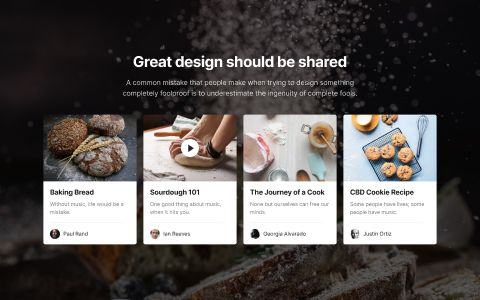 Great design should be shared
A common mistake that people make when trying to design something
completely foolproof is to underestimate the ingenuity of complete fools.
Baking Bread
Without music, life would be a
mistake.
Paul Rand
Sourdough 101
One good thing about music,
when it hits you.
Ian Reeves
The Journey of a Cook
None but ourselves can free our
minds
Georgia Alvarado
CBD Cookie Recipe
Some people have lives; some
people have music.
Justin Ortiz